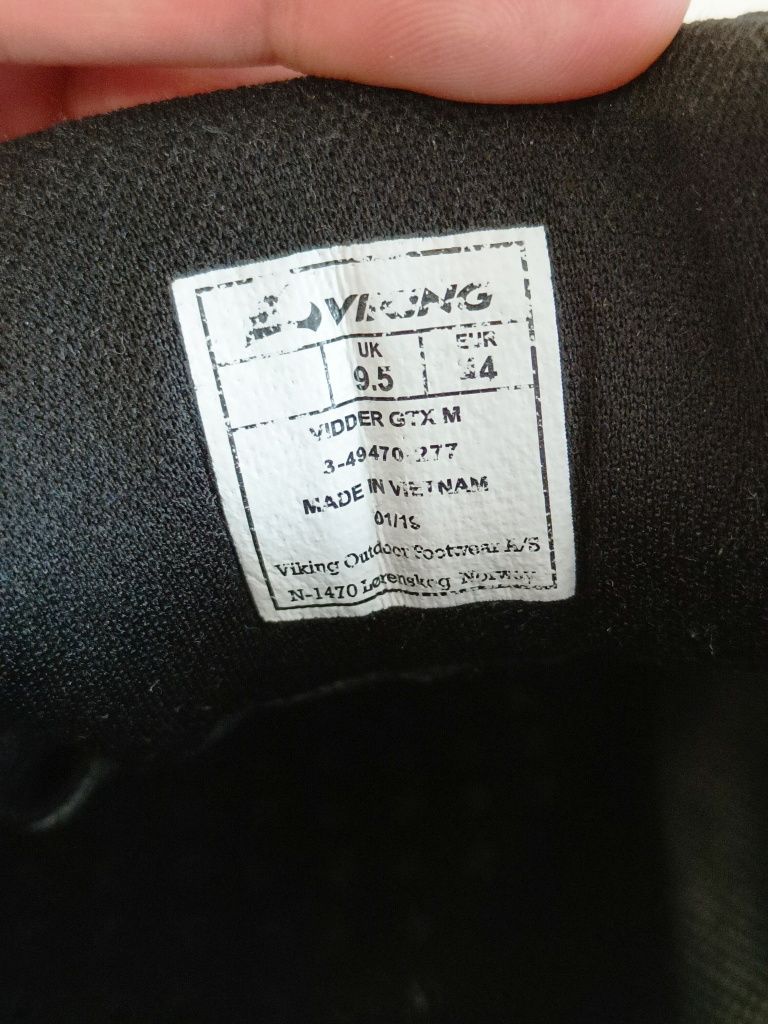 VIKING
UK EUR
9.5 44
VIDDER GTX M
3-49470-277
MADE IN VIETNAM
Viking Outdoor Footwear A/S
N-1470 Lørenskog Norway